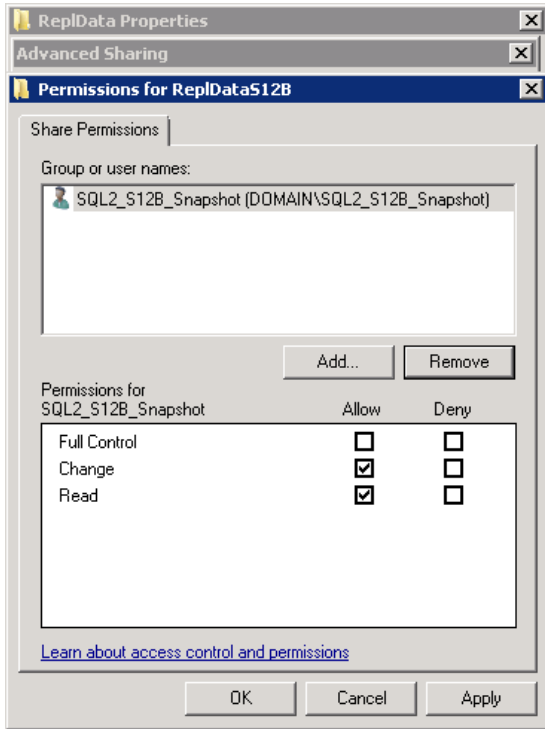 ReplData Properties
Advanced Sharing
Permissions for ReplDataS12B
Share Permissions
Group or user names:
SQL2_S12B_Snapshot (DOMAIN\SQL2_S12B_Snapshot)
Add... Remove
Permissions for
SQL2_S12B_Snapshot Allow Deny
Full Control
Change
Read
Learn about access control and permissions
OK Cancel Apply